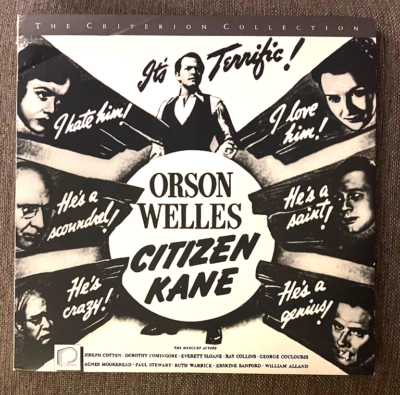 THE CRITERION COLLECTION
It's Terrific!
I hate him!
I love
him!
ORSON
WELLES
He's a
scoundrel!
He's a
saint!
CITIZEN
KANE
He's
crazy!
He's a
genius!
THE MERCURY ACTORS
JOSEPH COTTEN · DOROTHY COMINGORE · EVERETT SLOANE · RAY COLLINS · GEORGE COULOURIS
AGNES MOOREHEAD · PAUL STEWART · RUTH WARRICK · ERSKINE SANFORD · WILLIAM ALLAND